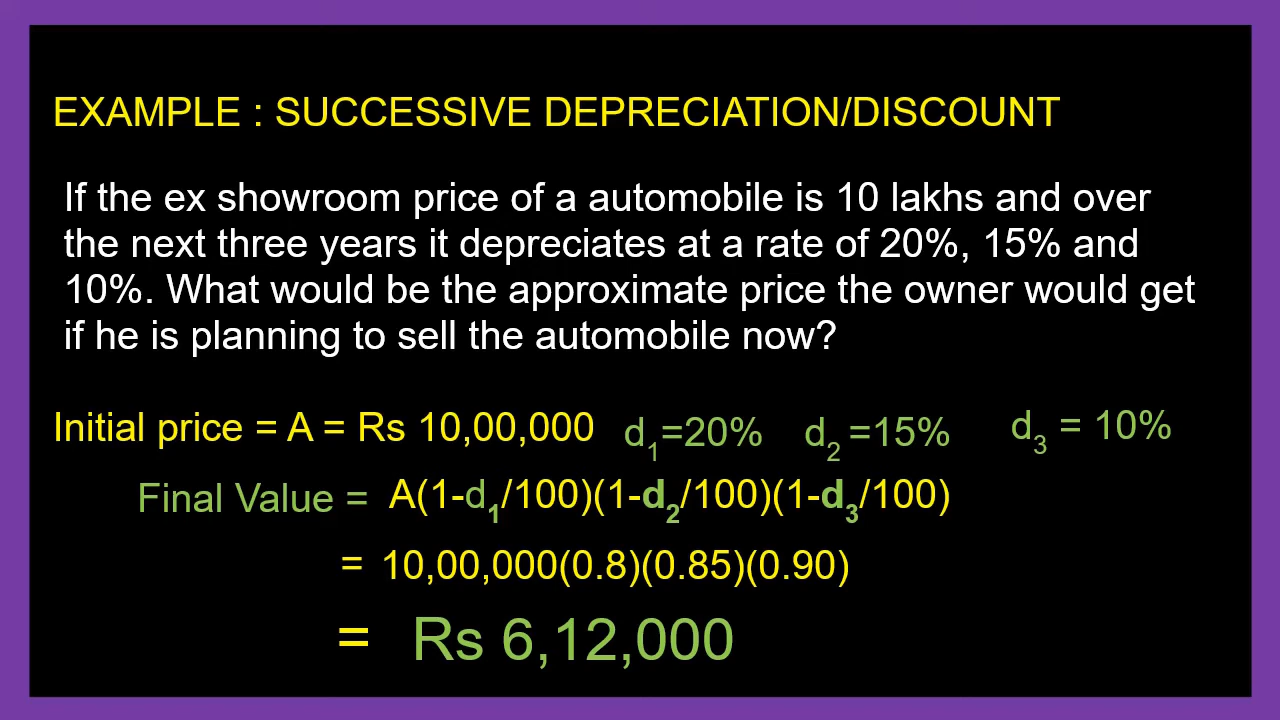 EXAMPLE : SUCCESSIVE DEPRECIATION/DISCOUNT
If the ex showroom price of a automobile is 10 lakhs and over
the next three years it depreciates at a rate of 20%, 15% and
10%. What would be the approximate price the owner would get
if he is planning to sell the automobile now?
Initial price = A = Rs 10,00,000 d₁=20% d₂ =15% d₃ = 10%
Final Value = A(1-d₁/100)(1-d₂/100)(1-d₃/100)
= 10,00,000(0.8)(0.85)(0.90)
= Rs 6,12,000